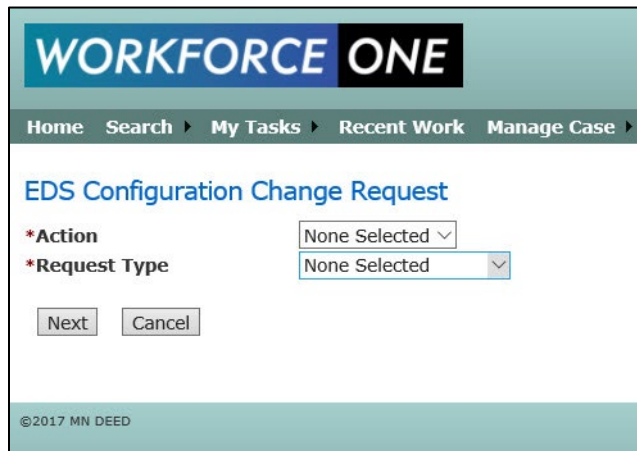 WORKFORCE ONE
Home Search My Tasks Recent Work Manage Case
EDS Configuration Change Request
*Action None Selected
*Request Type None Selected
Next Cancel
©2017 MN DEED